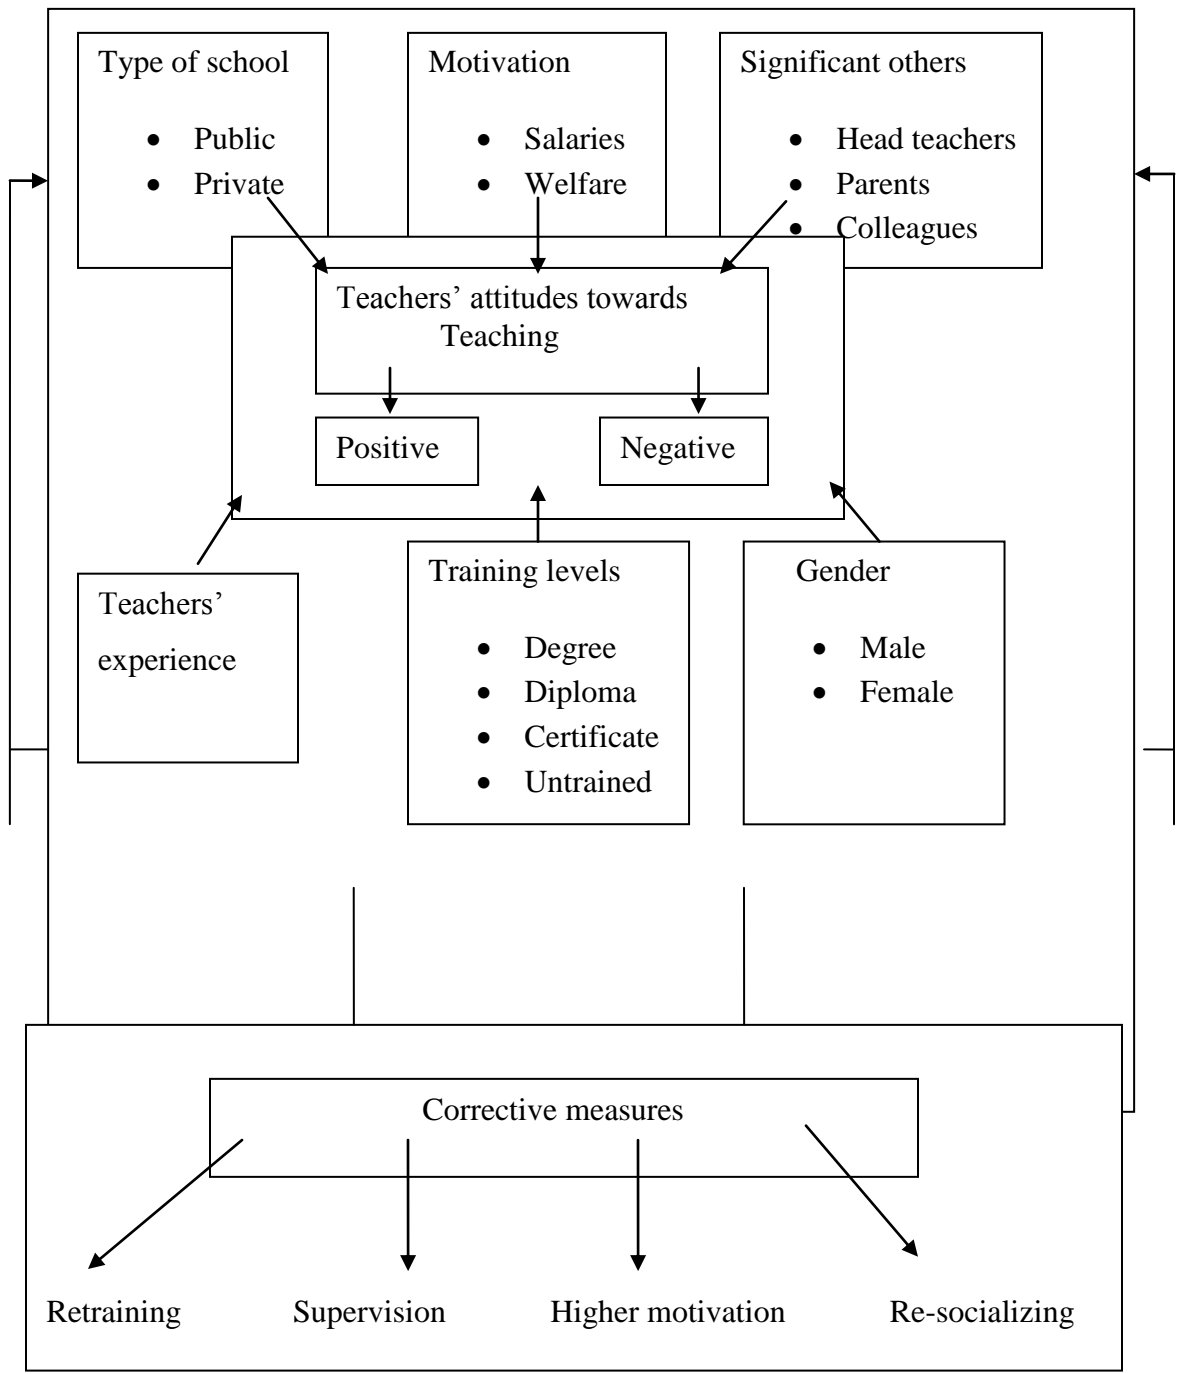 Type of school
• Public
• Private
Motivation
• Salaries
• Welfare
Significant others
• Head teachers
• Parents
• Colleagues
Teachers’ attitudes towards
Teaching
Positive
Negative
Teachers’
experience
Training levels
• Degree
• Diploma
• Certificate
• Untrained
Gender
• Male
• Female
Corrective measures
Retraining
Supervision
Higher motivation
Re-socializing